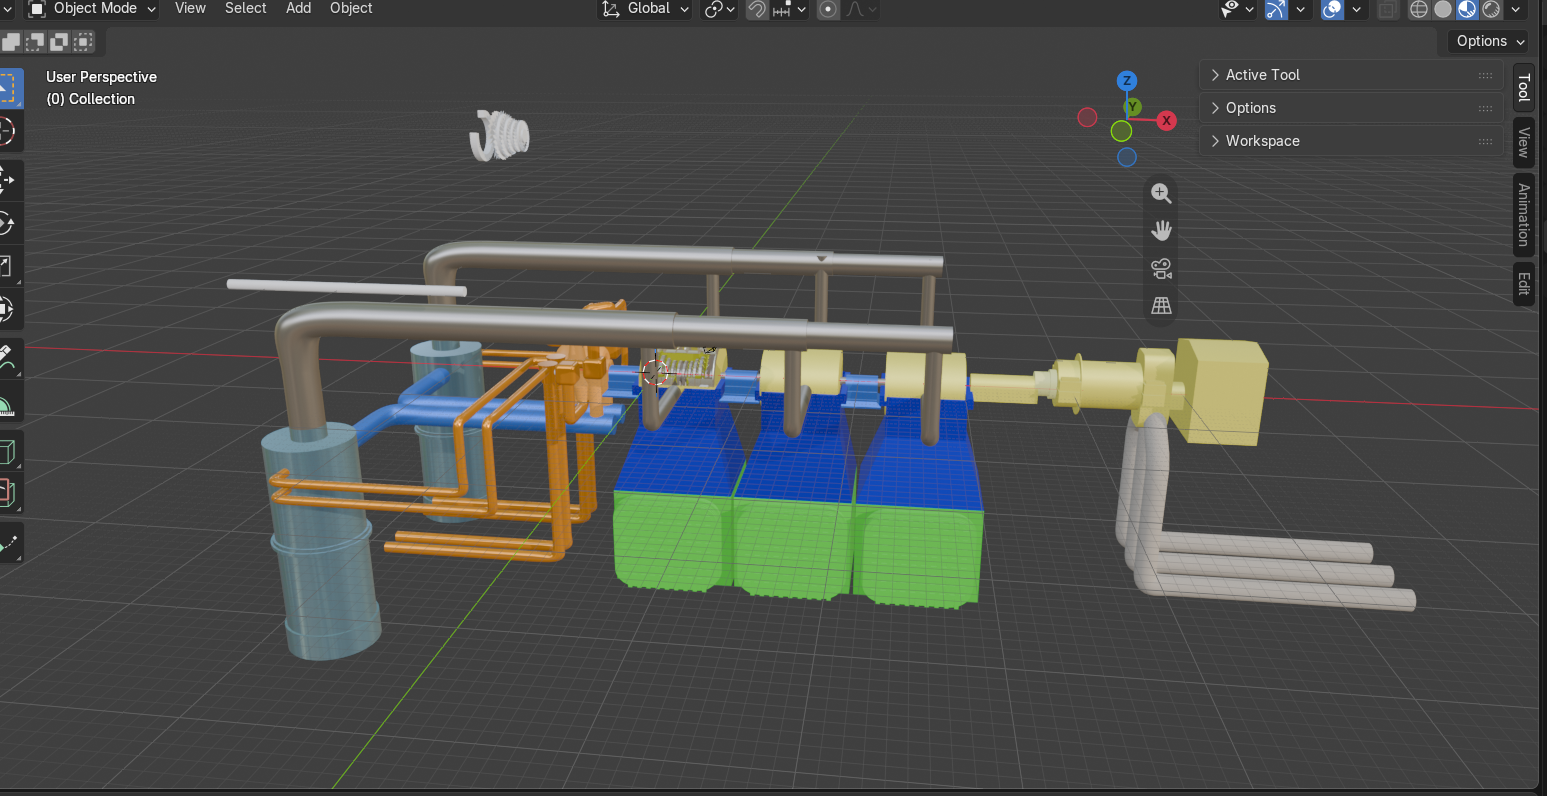 Object Mode View Select Add Object Global
Options
User Perspective
(0) Collection
Active Tool
Options
Workspace
Z
Y
X
Tool
View
Animation
Edit